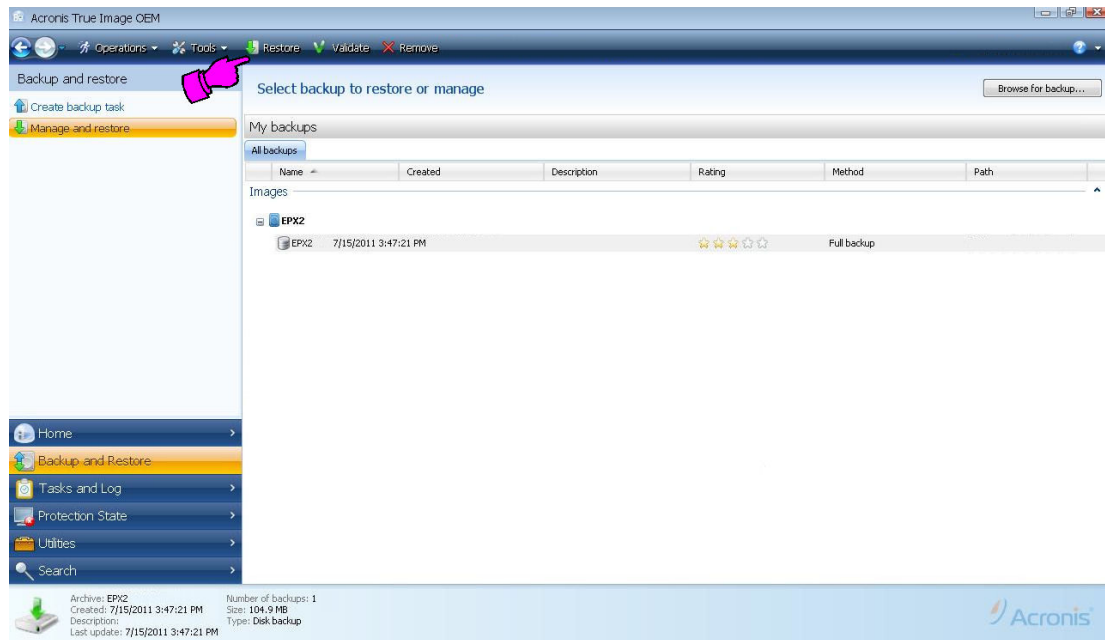 Acronis True Image OEM
Operations Tools Restore Validate Remove
Backup and restore
Create backup task
Manage and restore
Select backup to restore or manage
Browse for backup...
My backups
All backups
Name Created Description Rating Method Path
Images
EPX2
EPX2 7/15/2011 3:47:21 PM Full backup
Home
Backup and Restore
Tasks and Log
Protection State
Utilities
Search
Archive: EPX2 Number of backups: 1
Created: 7/15/2011 3:47:21 PM Size: 104.9 MB
Description: Type: Disk backup
Last update: 7/15/2011 3:47:21 PM
Acronis